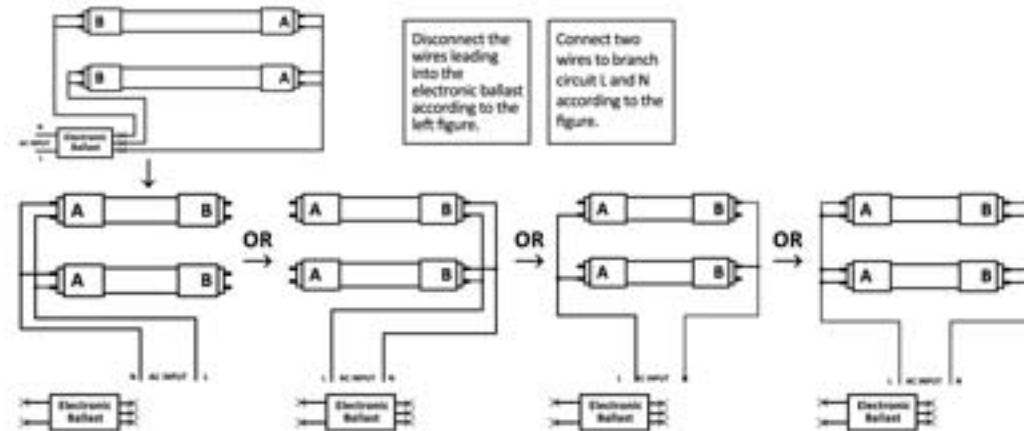 B A
Disconnect the
wires leading
into the
electronic ballast
according to the
left figure.
Connect two
wires to branch
circuit L and N
according to the
figure.
B A
N
AC INPUT
L
Electronic
Ballast
A B
OR
A B
OR
A B
OR
A B
A B
A B
A B
A B
N AC INPUT L
L AC INPUT N
L AC INPUT
L AC INPUT N
Electronic
Ballast
Electronic
Ballast
Electronic
Ballast
Electronic
Ballast